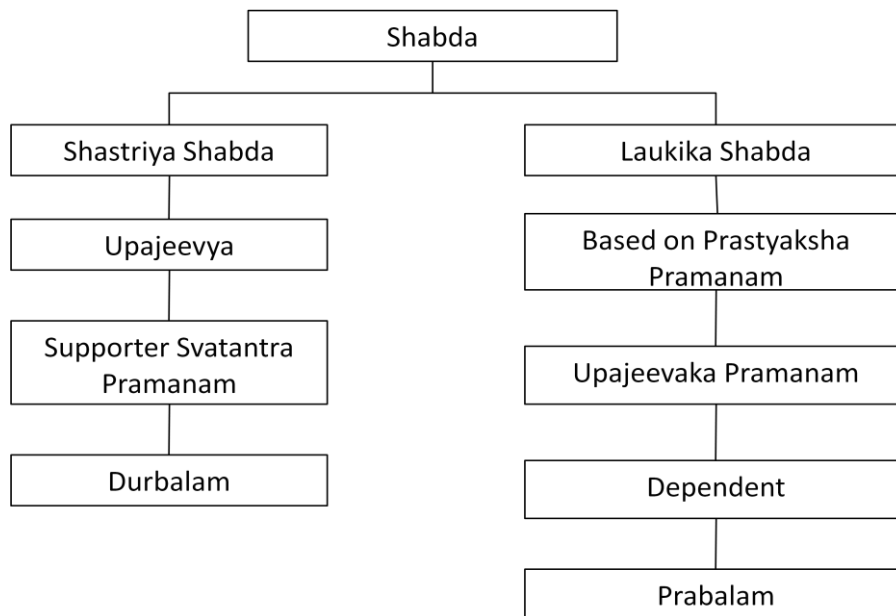 Shabda
Shastriya Shabda
Upajeevya
Supporter Svatantra
Pramanam
Durbalam
Laukika Shabda
Based on Prastyaksha
Pramanam
Upajeevaka Pramanam
Dependent
Prabalam